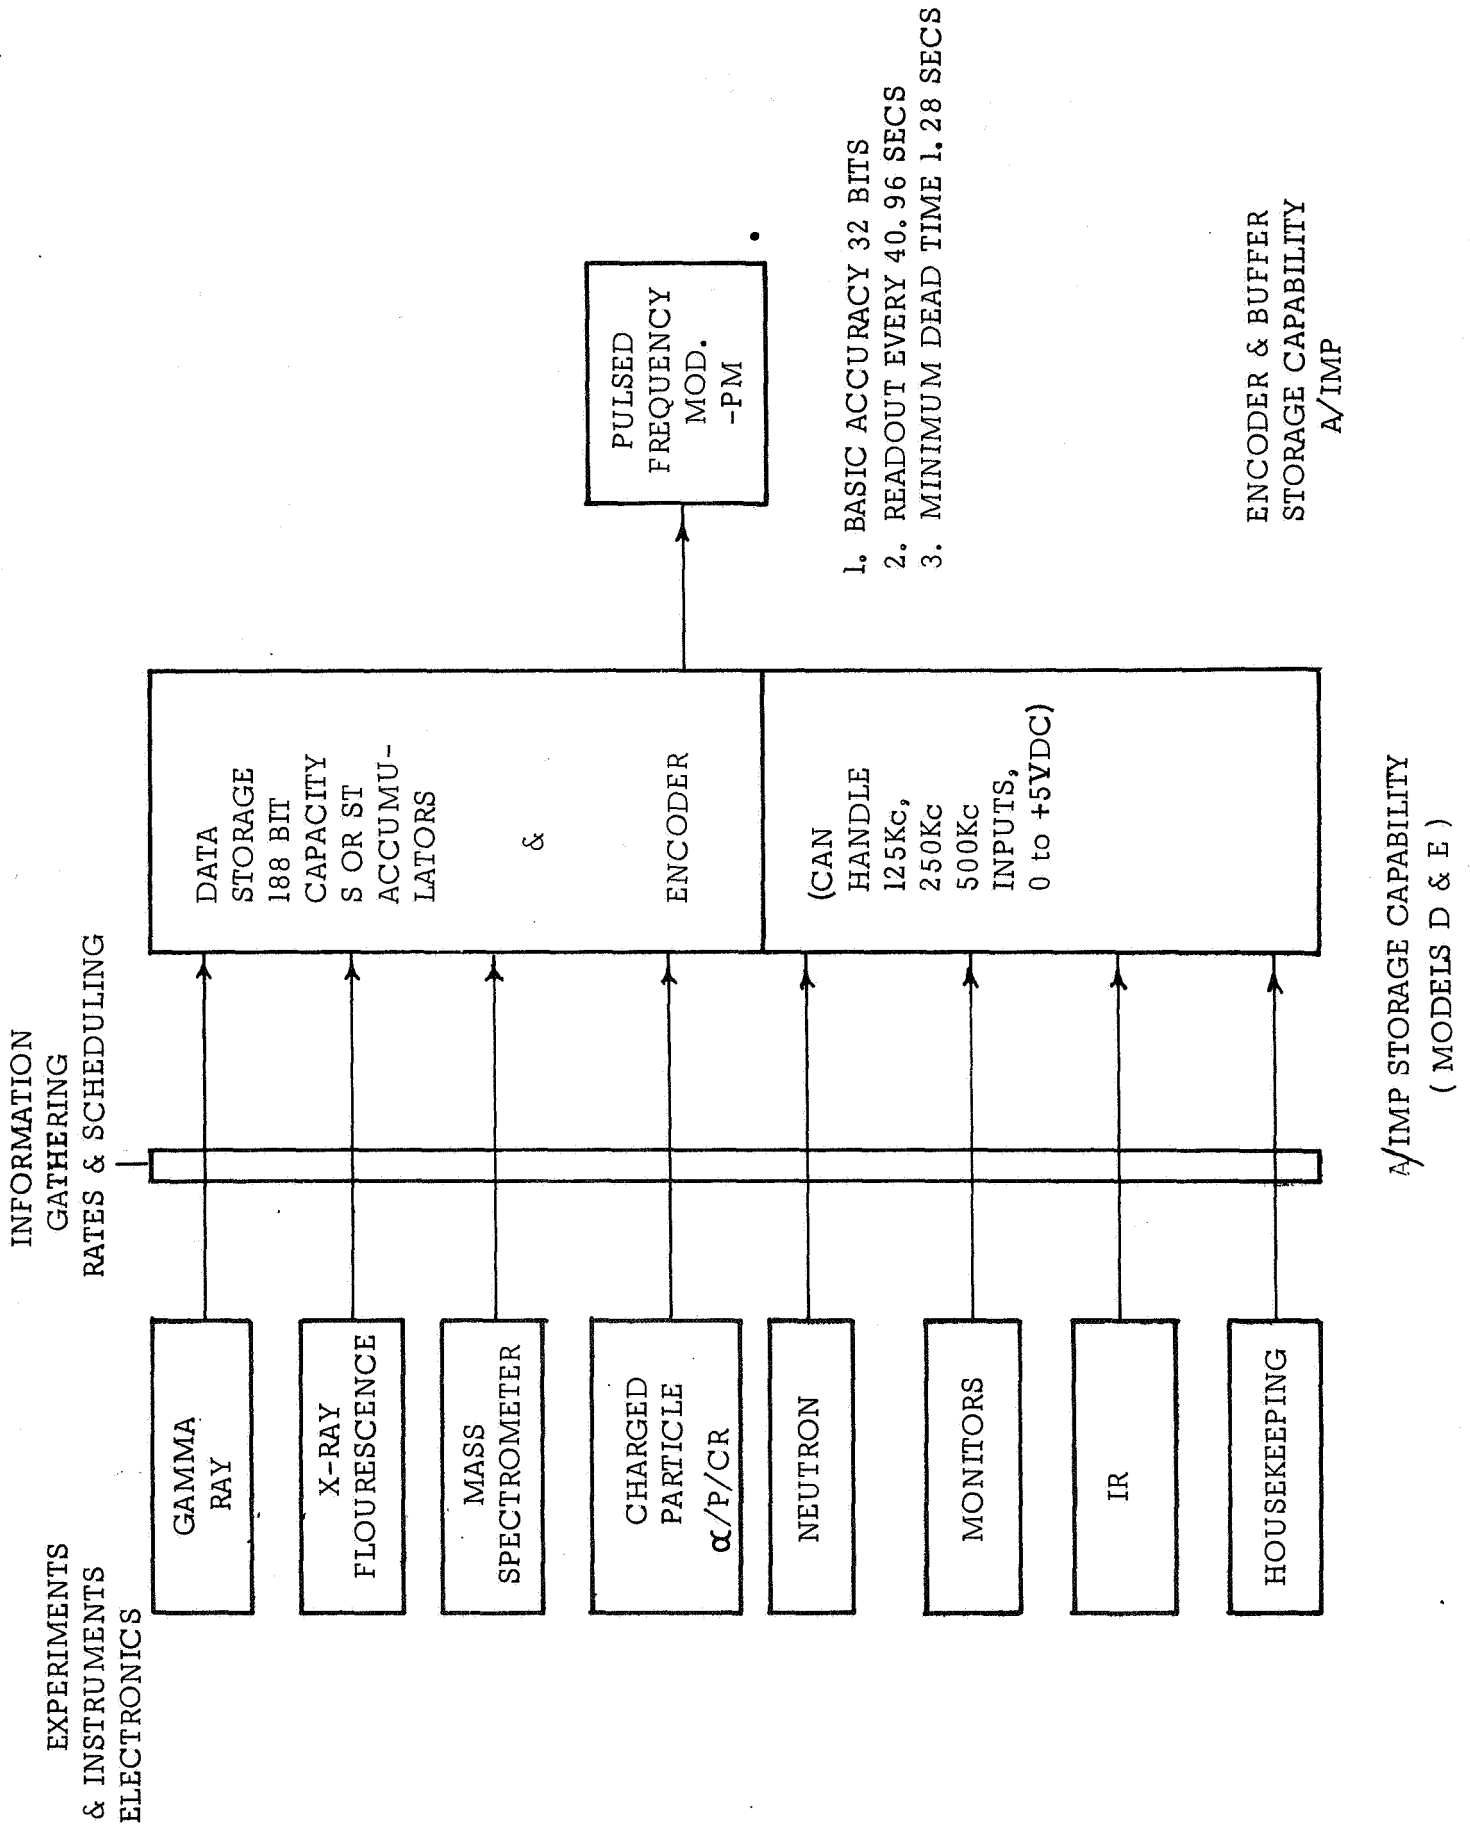 EXPERIMENTS
& INSTRUMENTS
ELECTRONICS
INFORMATION
GATHERING
RATES & SCHEDULING
GAMMA
RAY
X-RAY
FLOURESCENCE
MASS
SPECTROMETER
CHARGED
PARTICLE
α/P/CR
NEUTRON
MONITORS
IR
HOUSEKEEPING
DATA
STORAGE
188 BIT
CAPACITY
S OR ST
ACCUMU-
LATORS
&
ENCODER
(CAN
HANDLE
125Kc,
250Kc
500Kc
INPUTS,
0 to +5VDC)
PULSED
FREQUENCY
MOD.
-PM
1. BASIC ACCURACY 32 BITS
2. READOUT EVERY 40.96 SECS
3. MINIMUM DEAD TIME 1.28 SECS
ENCODER & BUFFER
STORAGE CAPABILITY
A/IMP
A/IMP STORAGE CAPABILITY
( MODELS D & E )